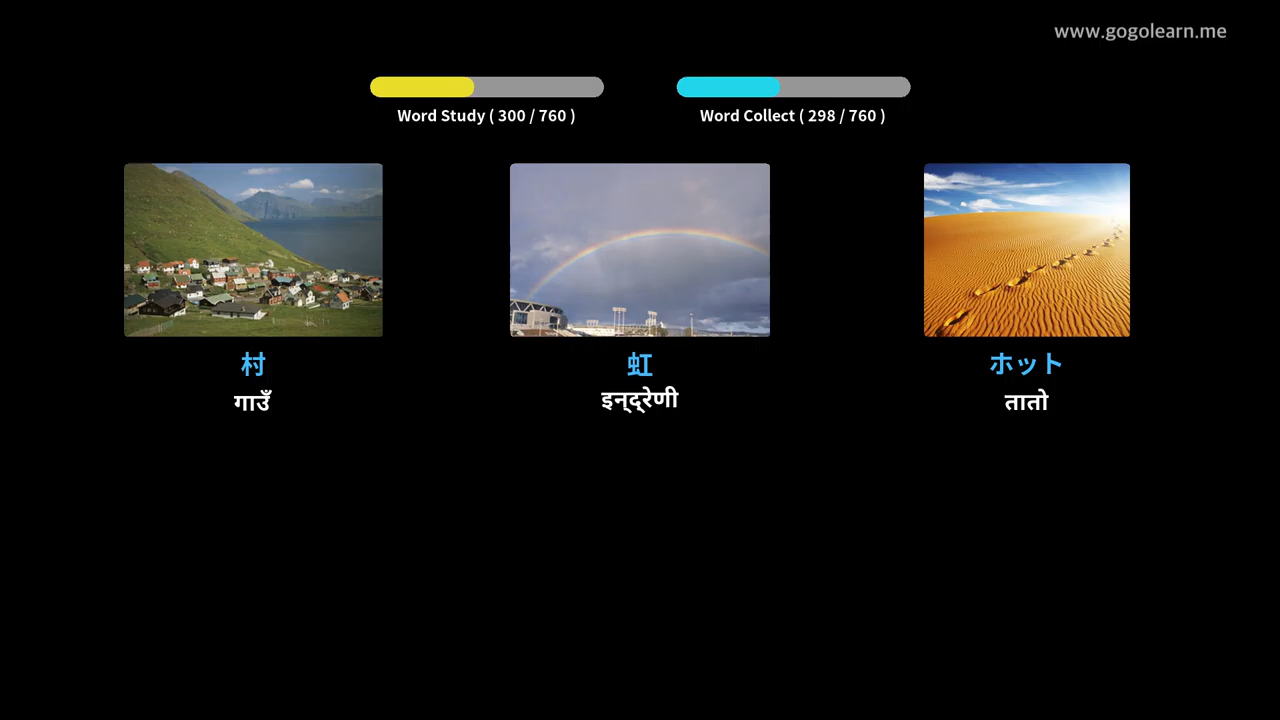 www.gogolearn.me
Word Study ( 300 / 760 )
Word Collect ( 298 / 760 )
村
गाउँ
虹
इन्द्रेणी
ホット
तातो